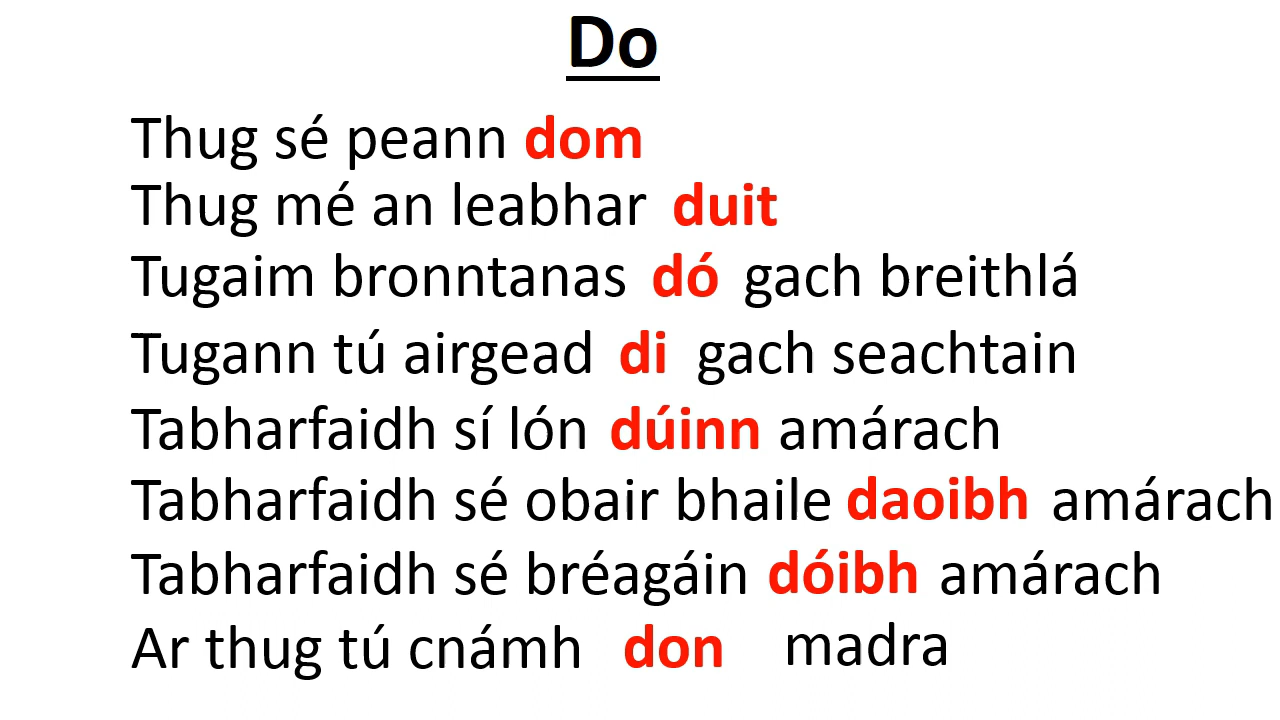 Do
Thug sé peann dom
Thug mé an leabhar duit
Tugaim bronntanas dó gach breithlá
Tugann tú airgead di gach seachtain
Tabharfaidh sí lón dúinn amárach
Tabharfaidh sé obair bhaile daoibh amárach
Tabharfaidh sé bréagáin dóibh amárach
Ar thug tú cnámh don madra